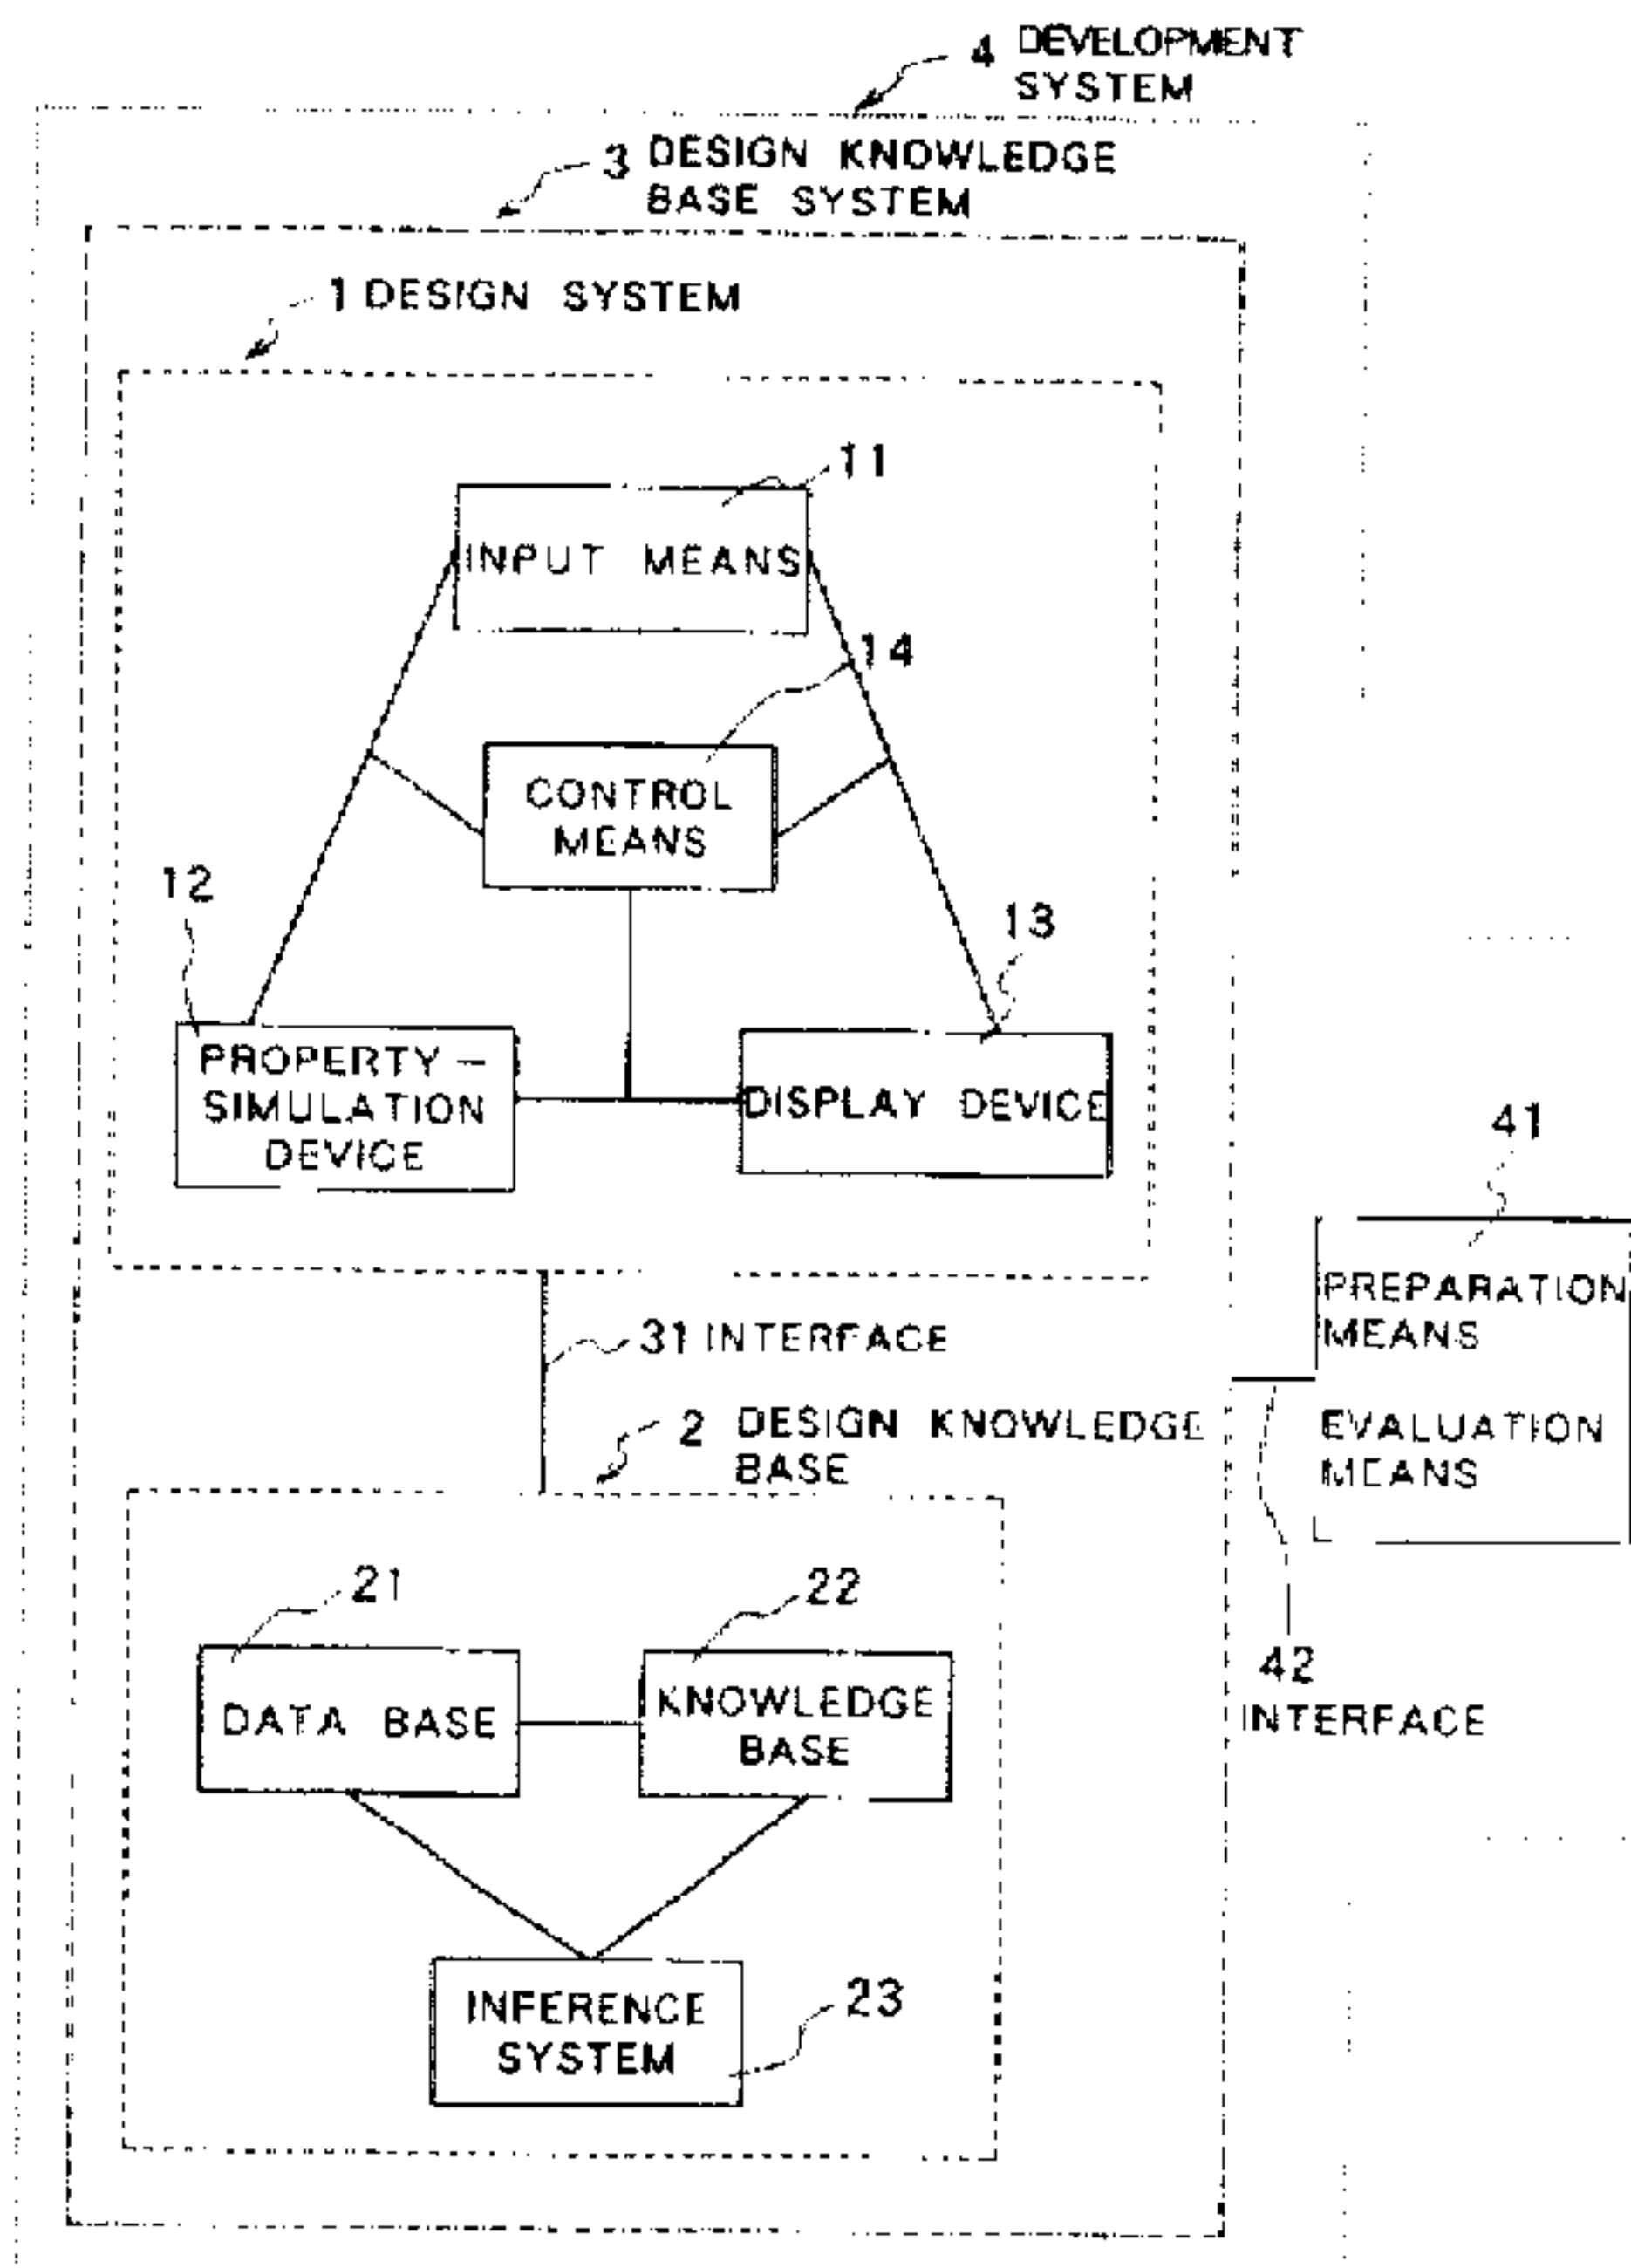 4 DEVELOPMENT
SYSTEM
3 DESIGN KNOWLEDGE
BASE SYSTEM
1 DESIGN SYSTEM
11
INPUT MEANS
14
CONTROL
MEANS
12
13
PROPERTY-
SIMULATION
DEVICE
DISPLAY DEVICE
41
PREPARATION
MEANS
EVALUATION
MEANS
31 INTERFACE
2 DESIGN KNOWLEDGE
BASE
42
INTERFACE
21
22
DATA BASE
KNOWLEDGE
BASE
INFERENCE
SYSTEM
23